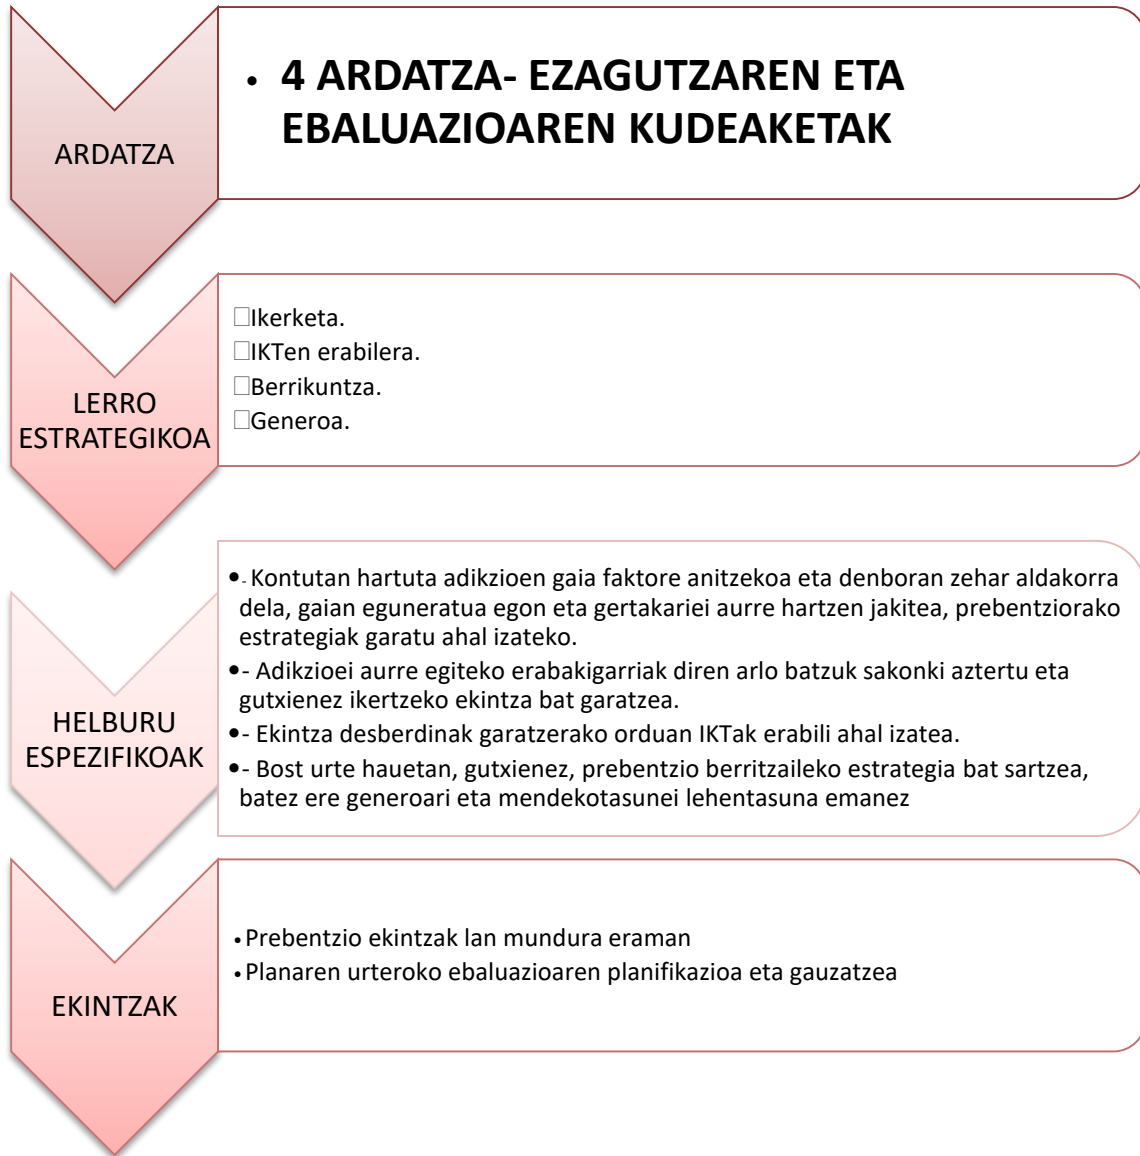 ARDATZA
• 4 ARDATZA- EZAGUTZAREN ETA
EBALUAZIOAREN KUDEAKETAK
LERRO
ESTRATEGIKOA
□Ikerketa.
□IKTen erabilera.
□Berrikuntza.
□Generoa.
HELBURU
ESPEZIFIKOAK
•- Kontutan hartuta adikzioen gaia faktore anitzekoa eta denboran zehar aldakorra
dela, gaian eguneratua egon eta gertakariei aurre hartzen jakitea, prebentziorako
estrategiak garatu ahal izateko.
•- Adikzioei aurre egiteko erabakigarriak diren arlo batzuk sakonki aztertu eta
gutxienez ikertzeko ekintza bat garatzea.
•- Ekintza desberdinak garatzerako orduan IKTak erabili ahal izatea.
•- Bost urte hauetan, gutxienez, prebentzio berritzaileko estrategia bat sartzea,
batez ere generoari eta mendekotasunei lehentasuna emanez
EKINTZAK
• Prebentzio ekintzak lan mundura eraman
• Planaren urteroko ebaluazioaren planifikazioa eta gauzatzea